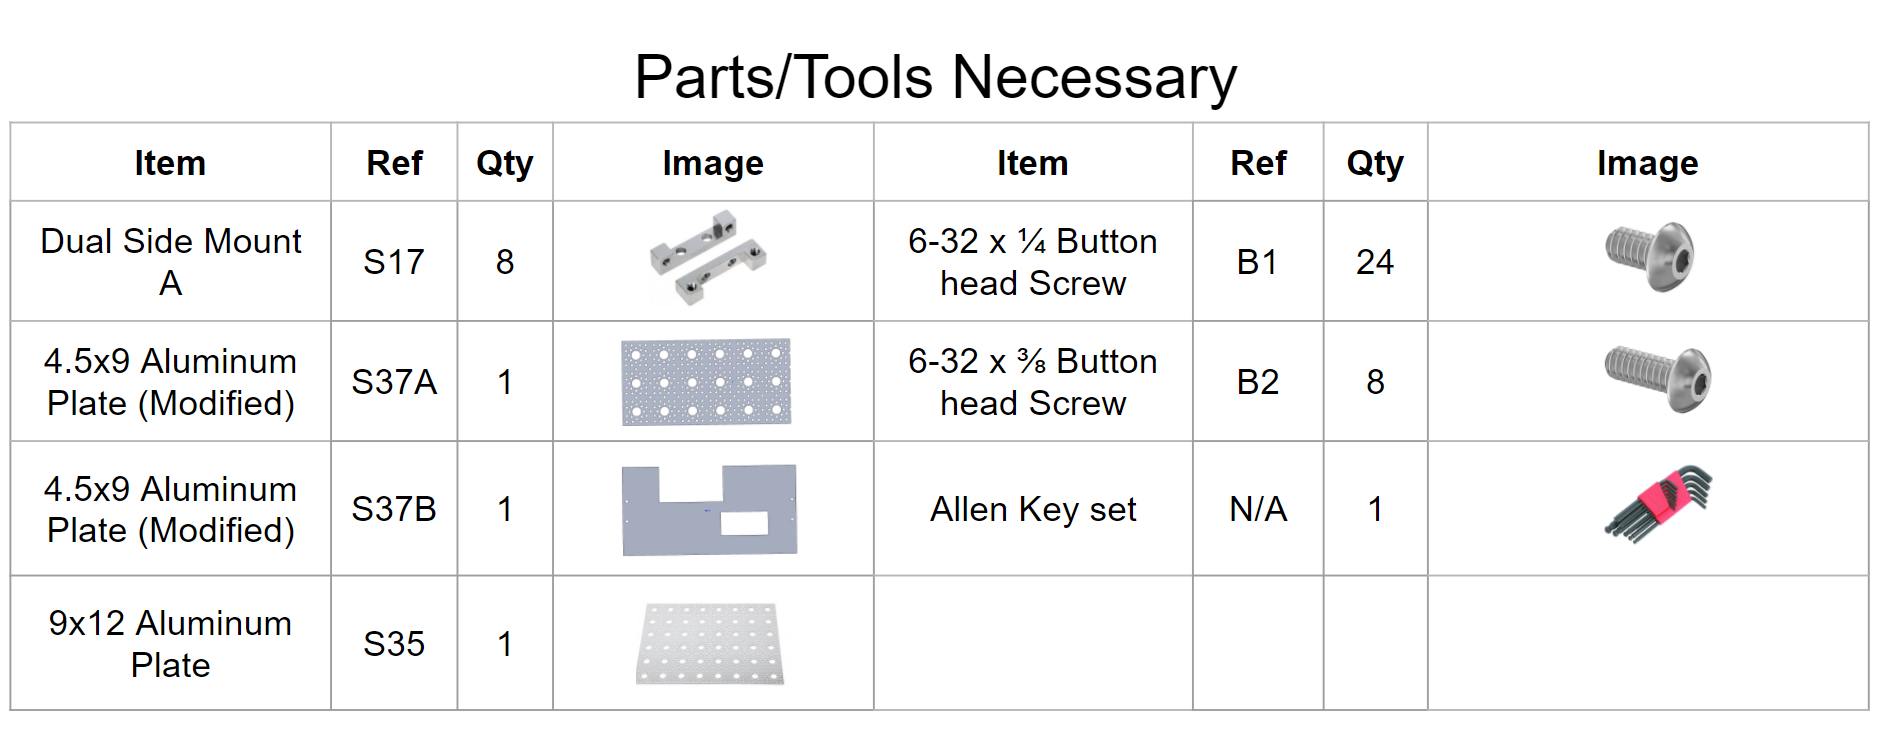 Parts/Tools Necessary
Item Ref Qty Image Item Ref Qty Image
Dual Side Mount
A
S17 8
6-32 x ¼ Button
head Screw
B1 24
4.5x9 Aluminum
Plate (Modified)
S37A 1
6-32 x ⅜ Button
head Screw
B2 8
4.5x9 Aluminum
Plate (Modified)
S37B 1
Allen Key set N/A 1
9x12 Aluminum
Plate
S35 1